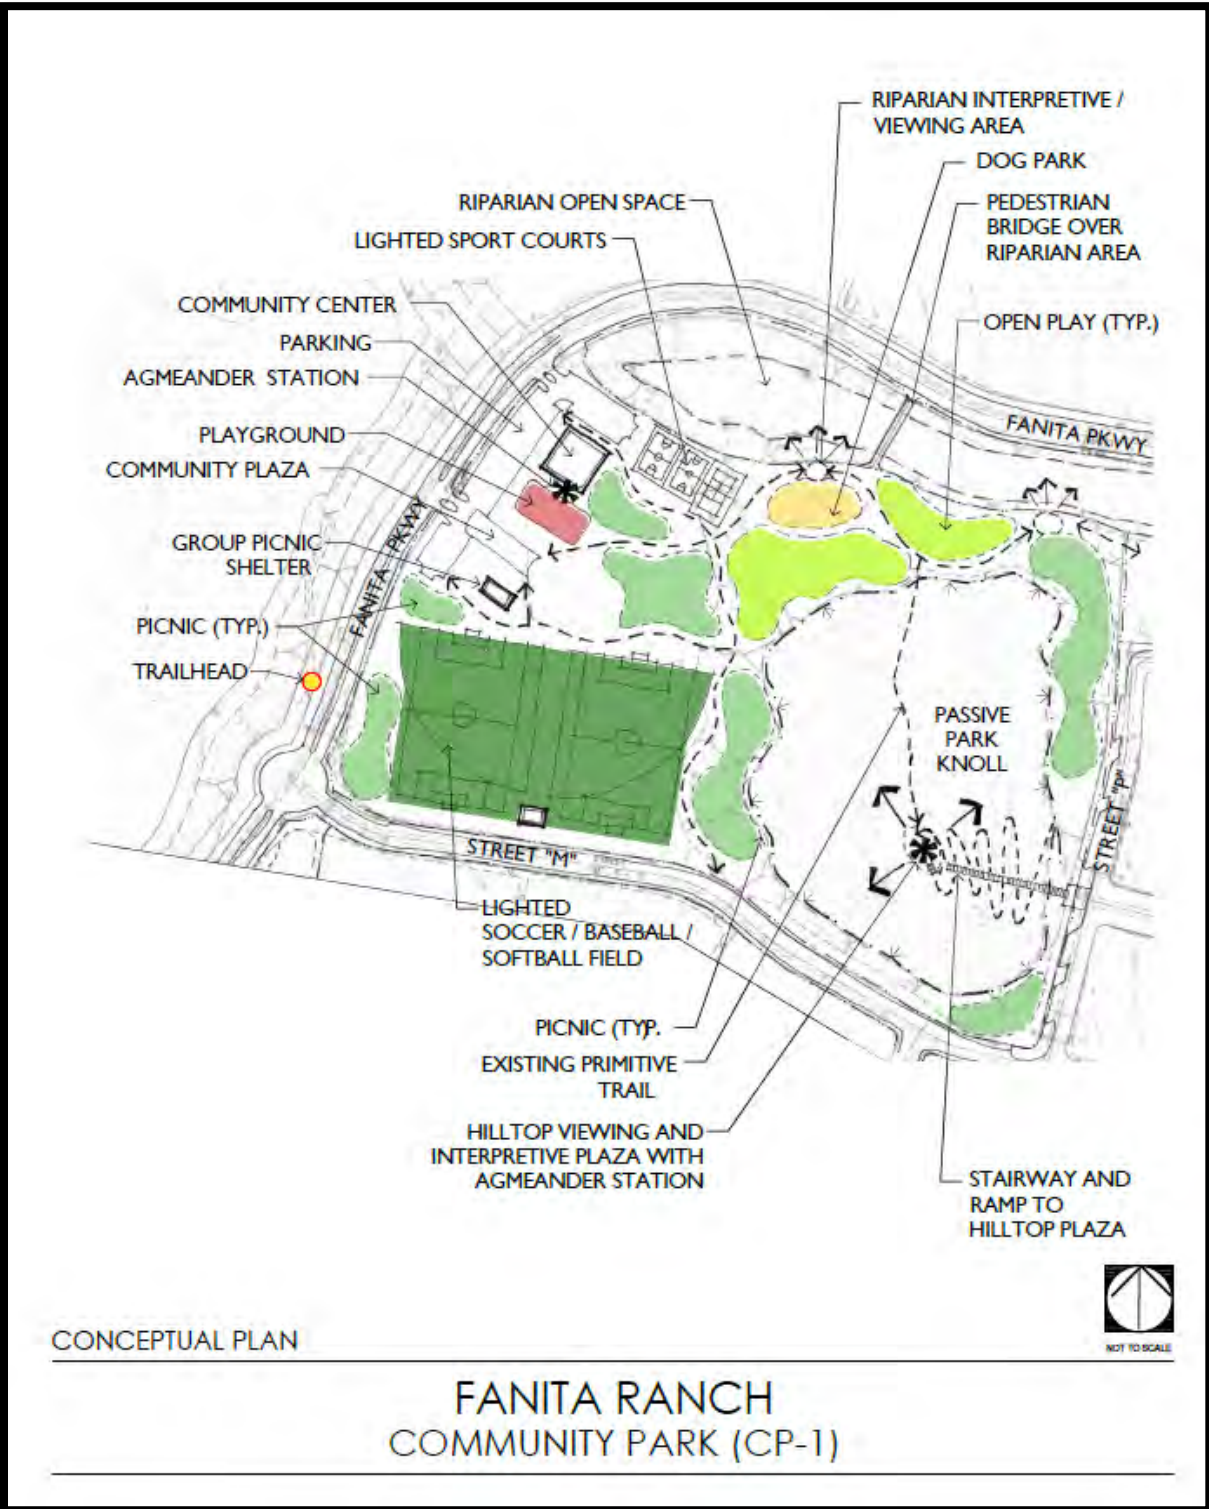 RIPARIAN INTERPRETIVE /
VIEWING AREA
DOG PARK
RIPARIAN OPEN SPACE
PEDESTRIAN
BRIDGE OVER
RIPARIAN AREA
LIGHTED SPORT COURTS
COMMUNITY CENTER
OPEN PLAY (TYP.)
PARKING
AGMEANDER STATION
FANITA PKWY
PLAYGROUND
COMMUNITY PLAZA
GROUP PICNIC
SHELTER
FANITA PKWY
PICNIC (TYP.)
TRAILHEAD
PASSIVE
PARK
KNOLL
STREET "P"
STREET "M"
LIGHTED
SOCCER / BASEBALL /
SOFTBALL FIELD
PICNIC (TYP.
EXISTING PRIMITIVE
TRAIL
HILLTOP VIEWING AND
INTERPRETIVE PLAZA WITH
AGMEANDER STATION
STAIRWAY AND
RAMP TO
HILLTOP PLAZA
NOT TO SCALE
CONCEPTUAL PLAN
FANITA RANCH
COMMUNITY PARK (CP-1)